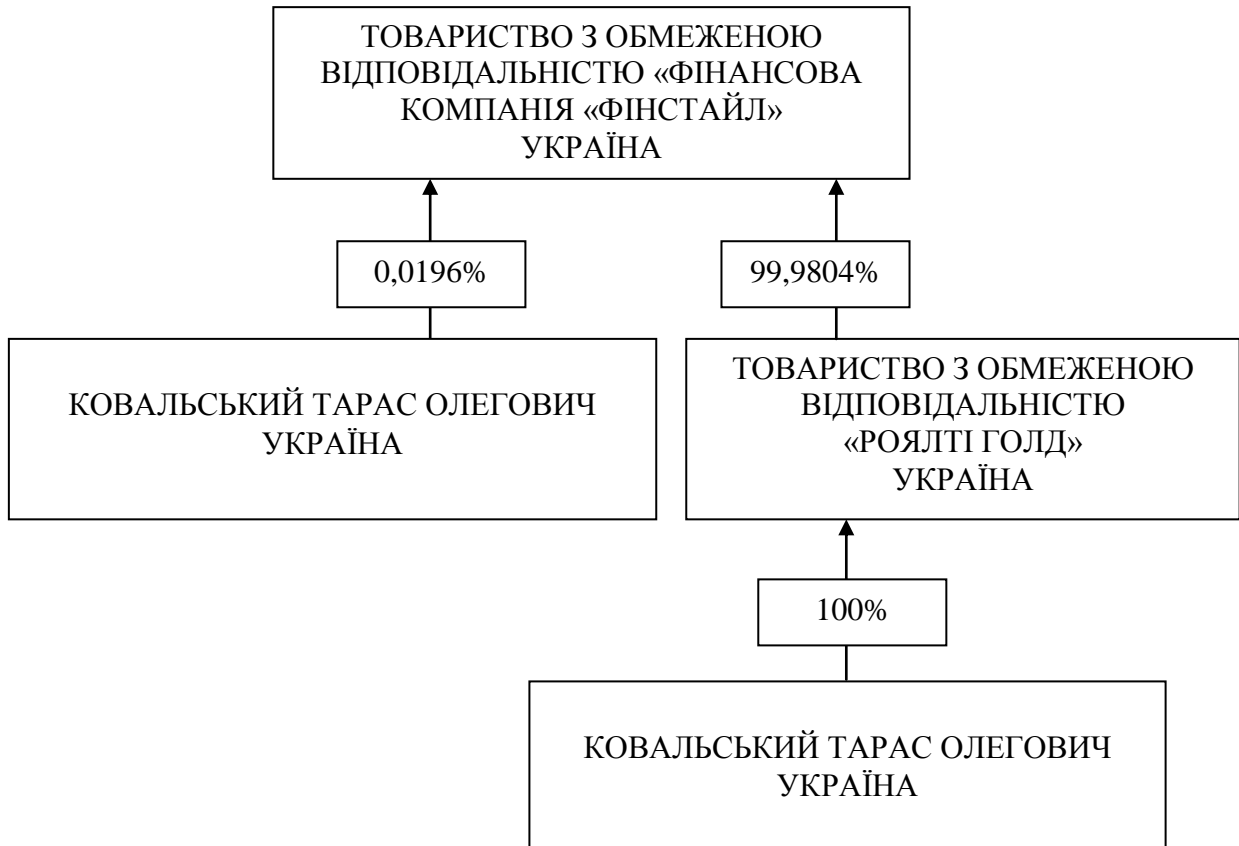 ТОВАРИСТВО З ОБМЕЖЕНОЮ
ВІДПОВІДАЛЬНІСТЮ «ФІНАНСОВА
КОМПАНІЯ «ФІНСТАЙЛ»
УКРАЇНА
0,0196%
99,9804%
КОВАЛЬСЬКИЙ ТАРАС ОЛЕГОВИЧ
УКРАЇНА
ТОВАРИСТВО З ОБМЕЖЕНОЮ
ВІДПОВІДАЛЬНІСТЮ
«РОЯЛТІ ГОЛД»
УКРАЇНА
100%
КОВАЛЬСЬКИЙ ТАРАС ОЛЕГОВИЧ
УКРАЇНА